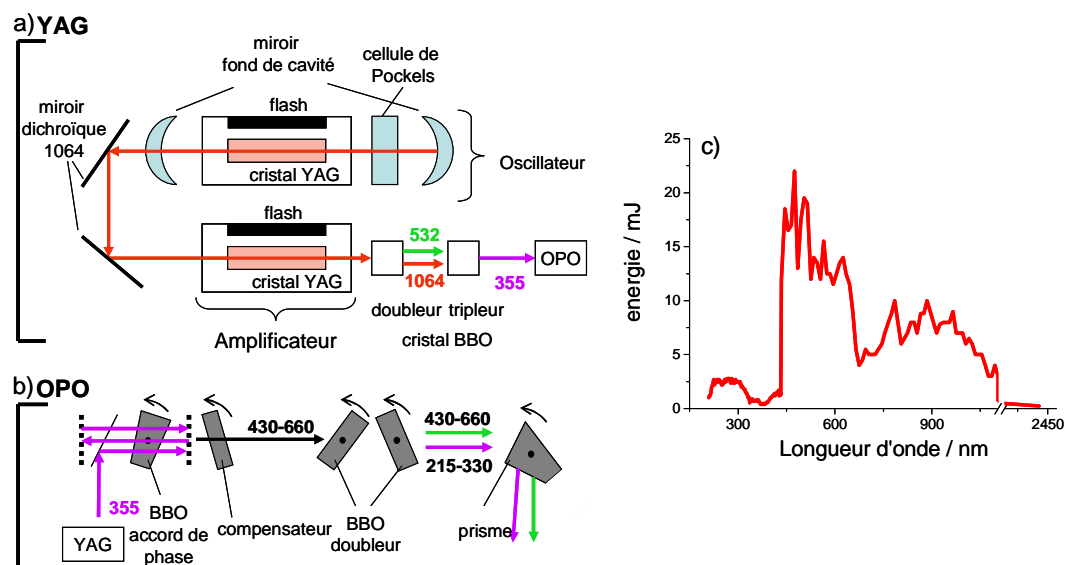 a) YAG
miroir
fond de cavité
cellule de
Pockels
miroir
dichroïque
1064
flash
cristal YAG
Oscillateur
flash
cristal YAG
532
1064
355
OPO
doubleur tripleur
cristal BBO
Amplificateur
b) OPO
430-660
430-660
215-330
355
YAG
BBO
accord de
phase
compensateur
BBO
doubleur
prisme
c)
energie / mJ
25
20
15
10
5
0
300
600
900
2450
Longueur d'onde / nm